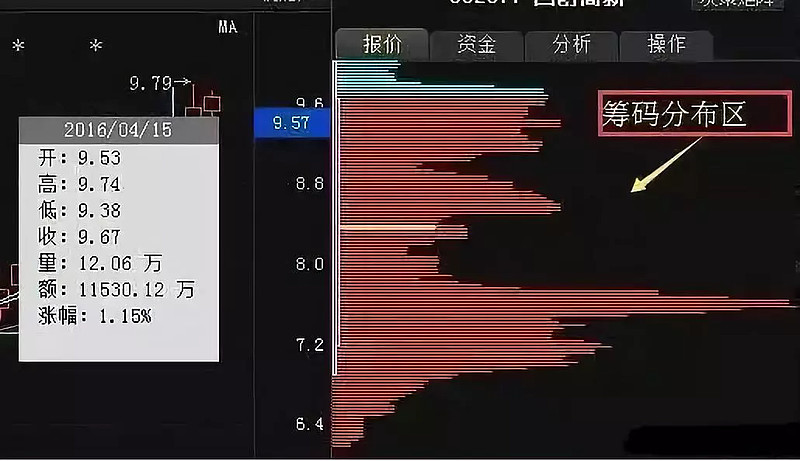 MA
报价 资金 分析 操作
9.79
9.6
9.57
8.8
8.0
7.2
6.4
筹码分布区
2016/04/15
开: 9.53
高: 9.74
低: 9.38
收: 9.67
量: 12.06 万
额: 11530.12 万
涨幅: 1.15%